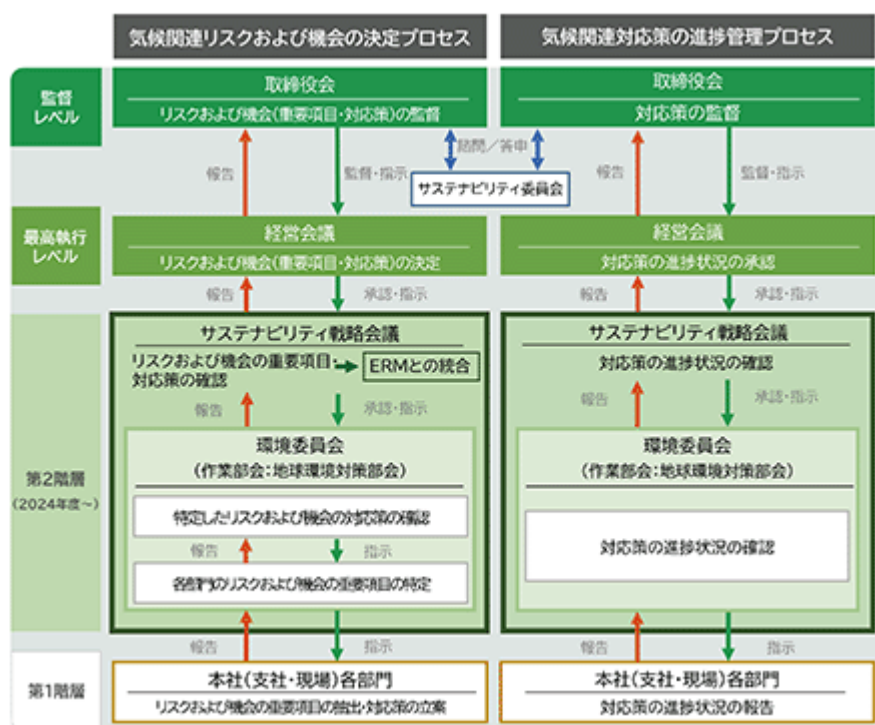 気候関連リスクおよび機会の決定プロセス
気候関連対応策の進捗管理プロセス
監督
レベル
取締役会
リスクおよび機会(重要項目・対応策)の監督
取締役会
対応策の監督
報告
監督・指示
諮問/答申
サステナビリティ委員会
報告
監督・指示
最高執行
レベル
経営会議
リスクおよび機会(重要項目・対応策)の決定
経営会議
対応策の進捗状況の承認
報告
承認・指示
報告
承認・指示
第2階層
(2024年度~)
サステナビリティ戦略会議
リスクおよび機会の重要項目・
対応策の確認
ERMとの統合
報告
承認・指示
環境委員会
(作業部会:地球環境対策部会)
特定したリスクおよび機会の対応策の確認
報告
指示
各部門のリスクおよび機会の重要項目の特定
サステナビリティ戦略会議
対応策の進捗状況の確認
報告
承認・指示
環境委員会
(作業部会:地球環境対策部会)
対応策の進捗状況の確認
報告
指示
報告
指示
第1階層
本社(支社・現場)各部門
リスクおよび機会の重要項目の抽出・対応策の立案
本社(支社・現場)各部門
対応策の進捗状況の報告